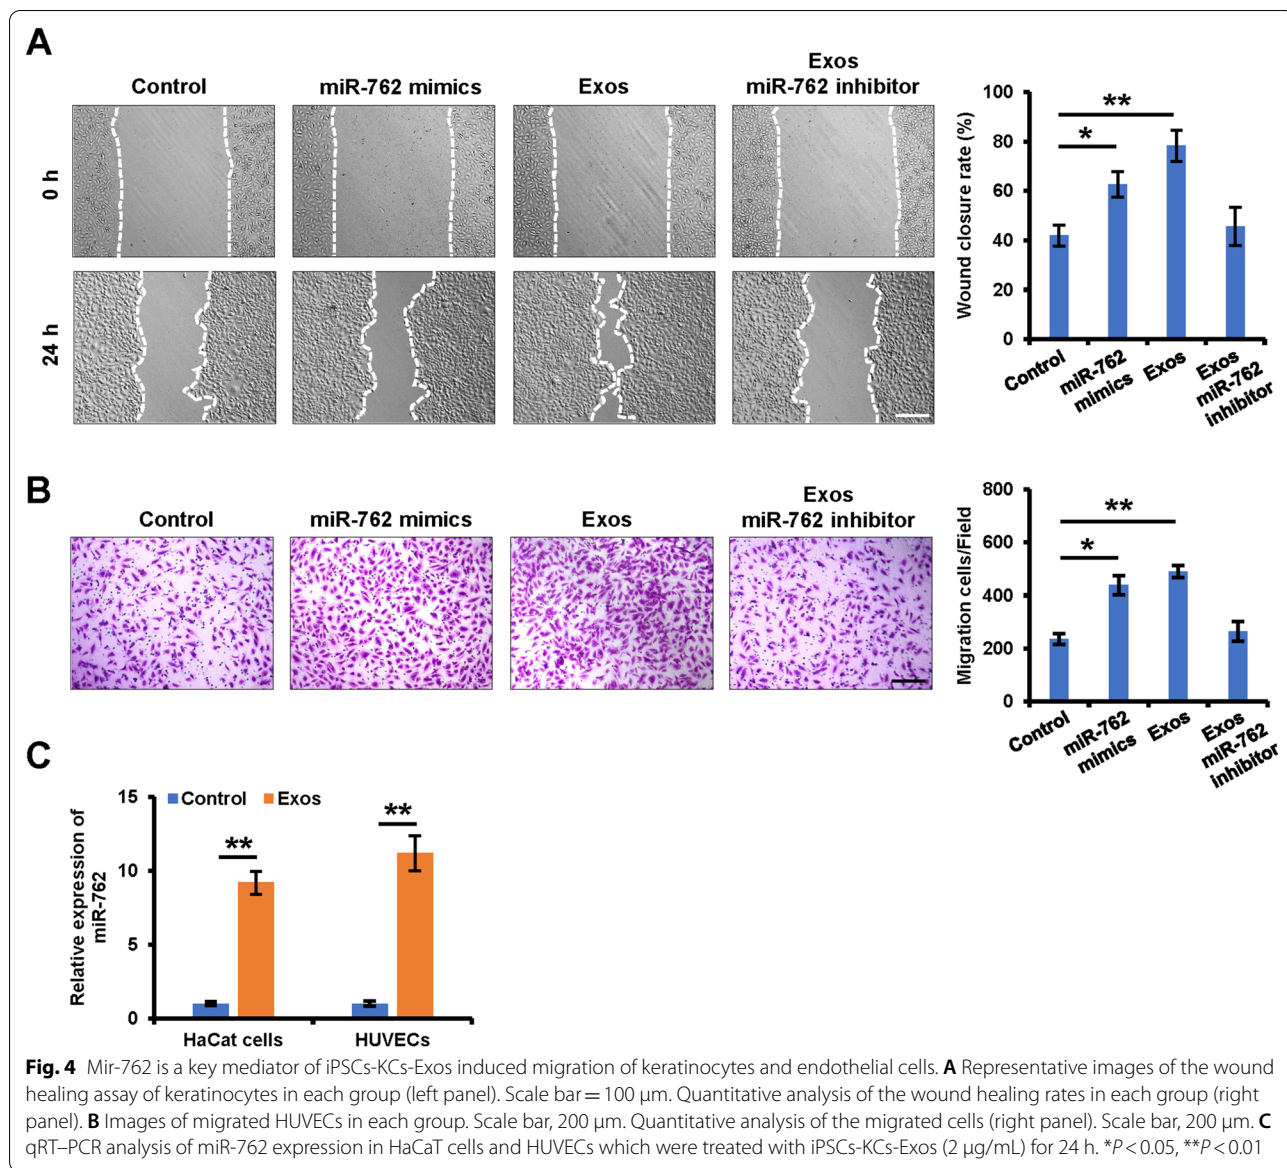 A
Control
miR-762 mimics
Exos
Exos
miR-762 inhibitor
0 h
24 h
Wound closure rate (%)
100
80
60
40
20
0
**
*
Control
miR-762
mimics
Exos
Exos
miR-762
inhibitor
B
Control
miR-762 mimics
Exos
Exos
miR-762 inhibitor
Migration cells/Field
800
600
400
200
0
**
*
Control
miR-762
mimics
Exos
Exos
miR-762
inhibitor
C
Relative expression of
miR-762
15
10
5
0
Control
Exos
**
**
HaCat cells
HUVECs
Fig. 4 Mir-762 is a key mediator of iPSCs-KCs-Exos induced migration of keratinocytes and endothelial cells. A Representative images of the wound
healing assay of keratinocytes in each group (left panel). Scale bar = 100 μm. Quantitative analysis of the wound healing rates in each group (right
panel). B Images of migrated HUVECs in each group. Scale bar, 200 μm. Quantitative analysis of the migrated cells (right panel). Scale bar, 200 μm. C
qRT–PCR analysis of miR-762 expression in HaCaT cells and HUVECs which were treated with iPSCs-KCs-Exos (2 μg/mL) for 24 h. *P < 0.05, **P < 0.01